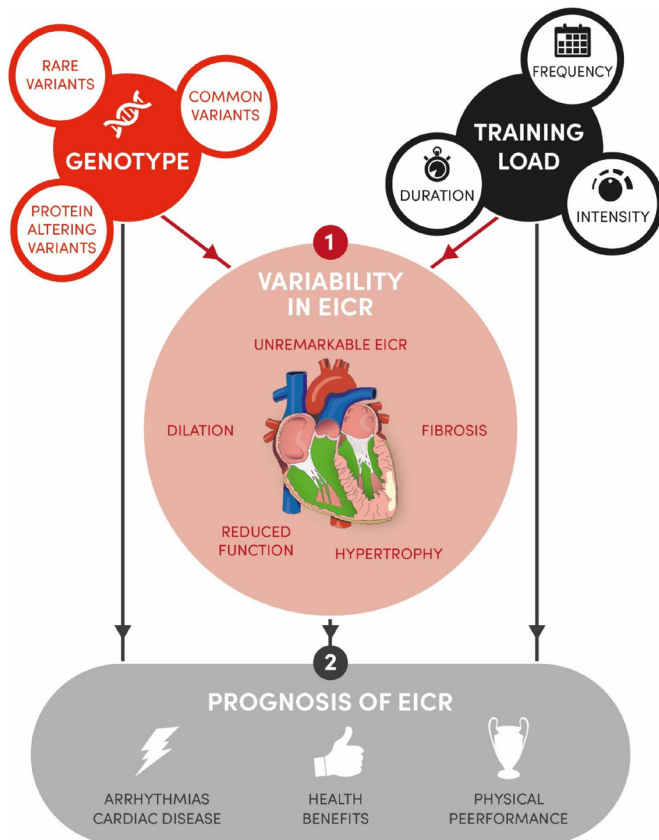 RARE
VARIANTS
COMMON
VARIANTS
GENOTYPE
PROTEIN
ALTERING
VARIANTS
FREQUENCY
TRAINING
LOAD
DURATION
INTENSITY
1
VARIABILITY
IN EICR
UNREMARKABLE EICR
DILATION
FIBROSIS
REDUCED
FUNCTION
HYPERTROPHY
2
PROGNOSIS OF EICR
ARRHYTHMIAS
CARDIAC DISEASE
HEALTH
BENEFITS
PHYSICAL
PEERFORMANCE